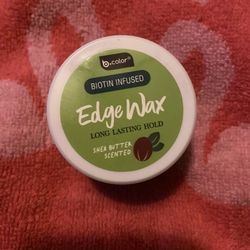 b.color
BIOTIN INFUSED
Edge Wax
LONG LASTING HOLD
SHEA BUTTER
SCENTED